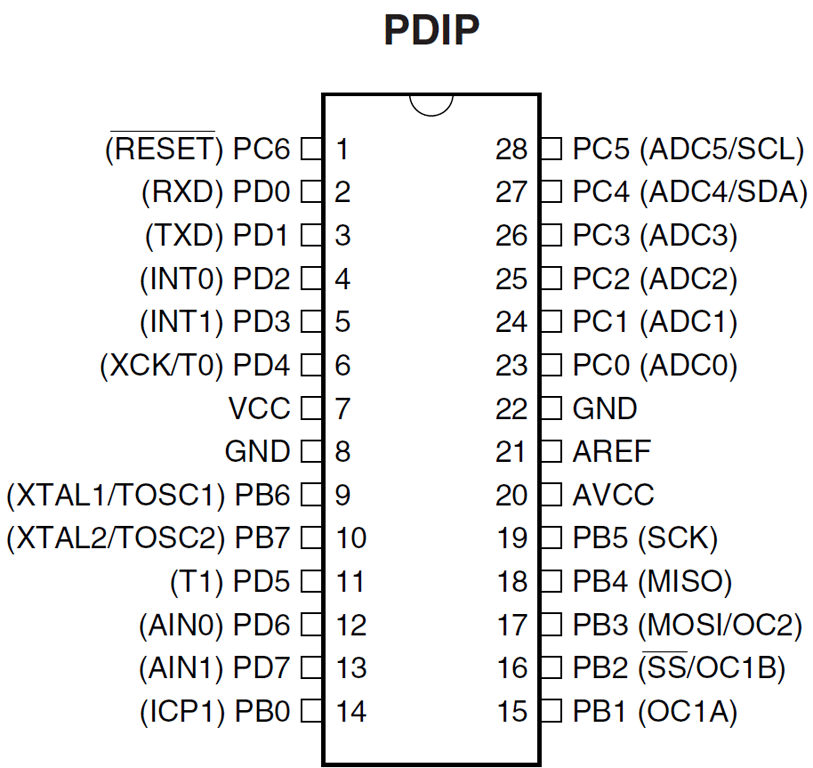 PDIP
(RESET) PC6 1 28 PC5 (ADC5/SCL)
(RXD) PD0 2 27 PC4 (ADC4/SDA)
(TXD) PD1 3 26 PC3 (ADC3)
(INT0) PD2 4 25 PC2 (ADC2)
(INT1) PD3 5 24 PC1 (ADC1)
(XCK/T0) PD4 6 23 PC0 (ADC0)
VCC 7 22 GND
GND 8 21 AREF
(XTAL1/TOSC1) PB6 9 20 AVCC
(XTAL2/TOSC2) PB7 10 19 PB5 (SCK)
(T1) PD5 11 18 PB4 (MISO)
(AIN0) PD6 12 17 PB3 (MOSI/OC2)
(AIN1) PD7 13 16 PB2 (SS/OC1B)
(ICP1) PB0 14 15 PB1 (OC1A)